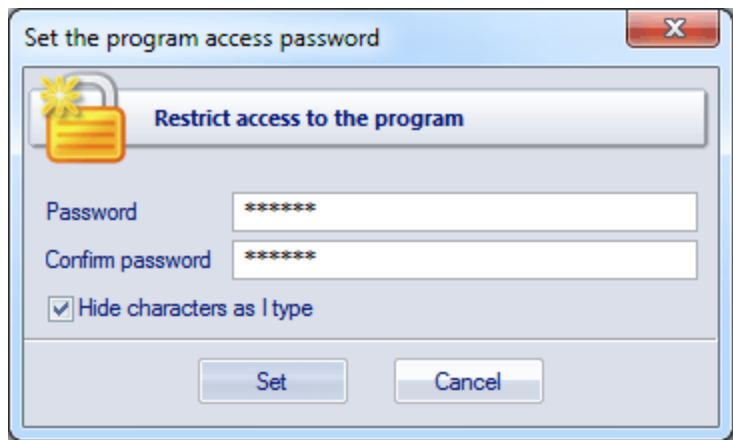 Set the program access password
Restrict access to the program
Password ******
Confirm password ******
Hide characters as I type
Set Cancel